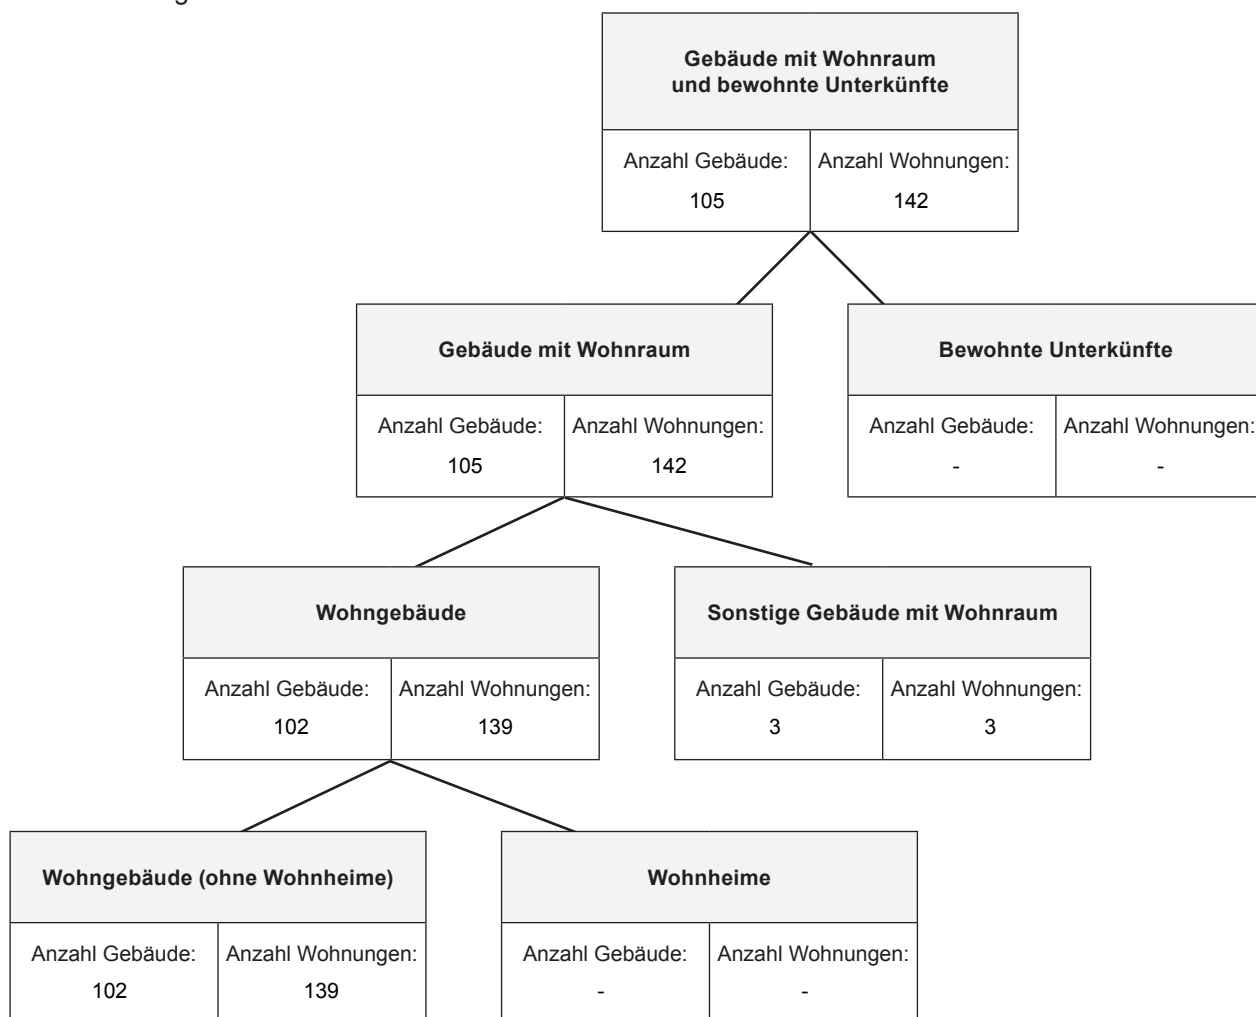 Gebäude mit Wohnraum
und bewohnte Unterkünfte
Anzahl Gebäude: Anzahl Wohnungen:
105 142
Gebäude mit Wohnraum
Anzahl Gebäude: Anzahl Wohnungen:
105 142
Bewohnte Unterkünfte
Anzahl Gebäude: Anzahl Wohnungen:
- -
Wohngebäude
Anzahl Gebäude: Anzahl Wohnungen:
102 139
Sonstige Gebäude mit Wohnraum
Anzahl Gebäude: Anzahl Wohnungen:
3 3
Wohngebäude (ohne Wohnheime)
Anzahl Gebäude: Anzahl Wohnungen:
102 139
Wohnheime
Anzahl Gebäude: Anzahl Wohnungen:
- -